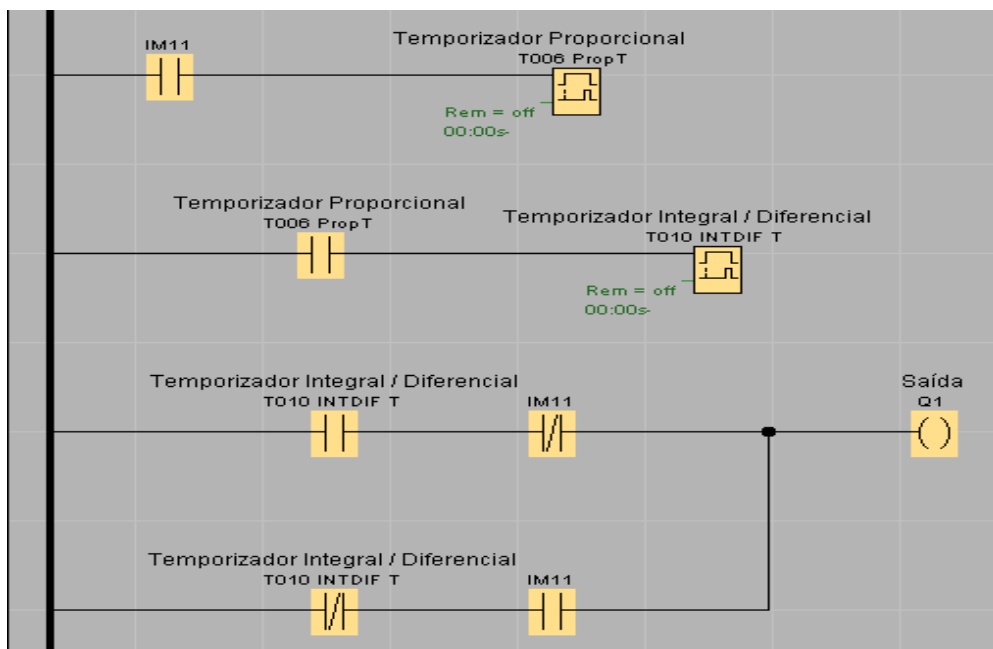 IM11
Temporizador Proporcional
T006 PropT
Rem = off
00:00s-
Temporizador Proporcional
T006 PropT
Temporizador Integral / Diferencial
T010 INTDIF T
Rem = off
00:00s-
Temporizador Integral / Diferencial
T010 INTDIF T
IM11
Saída
Q1
Temporizador Integral / Diferencial
T010 INTDIF T
IM11